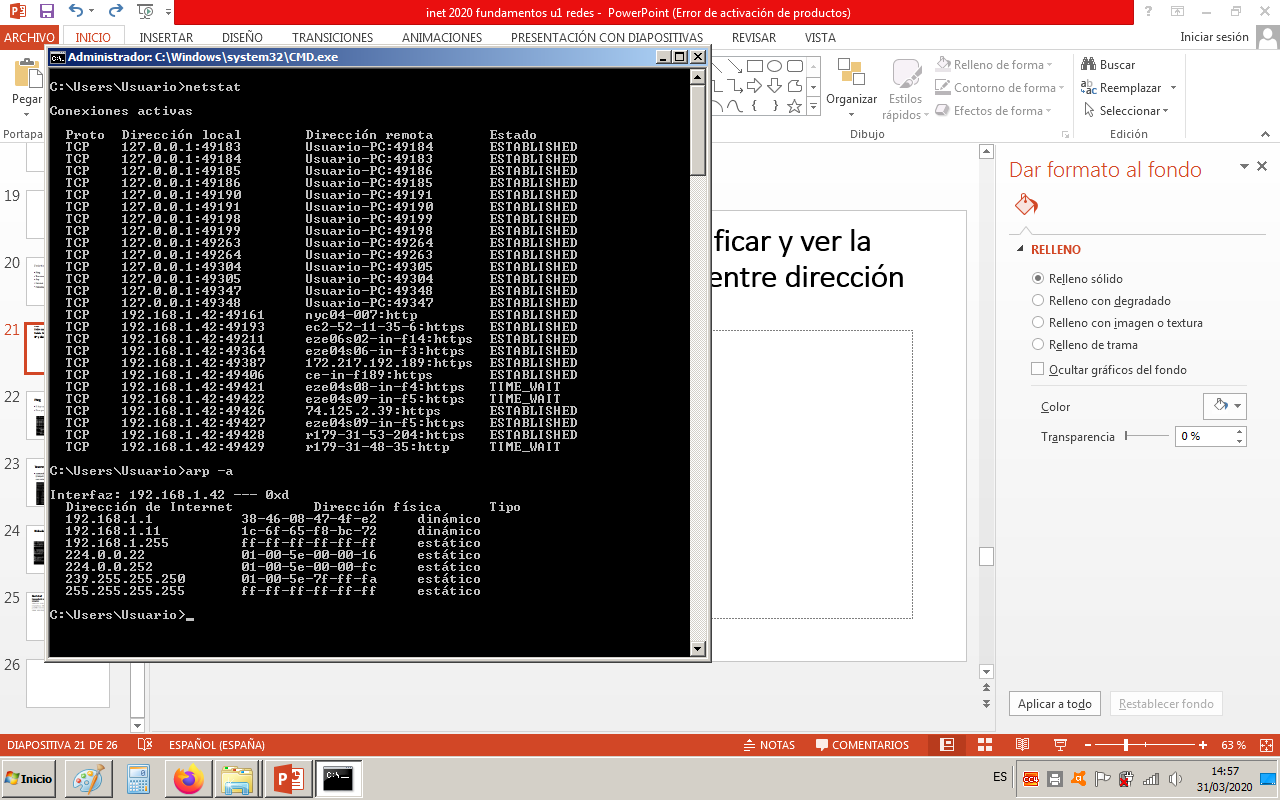 inet 2020 fundamentos u1 redes - PowerPoint (Error de activación de productos)
ARCHIVO INICIO INSERTAR DISEÑO TRANSICIONES ANIMACIONES PRESENTACIÓN CON DIAPOSITIVAS REVISAR VISTA Iniciar sesión
Pegar
Portapa
Organizar
Estilos rápidos
Relleno de forma
Contorno de forma
Efectos de forma
Dibujo
Buscar
Reemplazar
Seleccionar
Edición
Administrador: C:\Windows\system32\CMD.exe
C:\Users\Usuario>netstat
Conexiones activas
Proto Dirección local Dirección remota Estado
TCP 127.0.0.1:49183 Usuario-PC:49184 ESTABLISHED
TCP 127.0.0.1:49184 Usuario-PC:49183 ESTABLISHED
TCP 127.0.0.1:49185 Usuario-PC:49186 ESTABLISHED
TCP 127.0.0.1:49186 Usuario-PC:49185 ESTABLISHED
TCP 127.0.0.1:49190 Usuario-PC:49191 ESTABLISHED
TCP 127.0.0.1:49191 Usuario-PC:49190 ESTABLISHED
TCP 127.0.0.1:49198 Usuario-PC:49199 ESTABLISHED
TCP 127.0.0.1:49199 Usuario-PC:49198 ESTABLISHED
TCP 127.0.0.1:49263 Usuario-PC:49264 ESTABLISHED
TCP 127.0.0.1:49264 Usuario-PC:49263 ESTABLISHED
TCP 127.0.0.1:49304 Usuario-PC:49305 ESTABLISHED
TCP 127.0.0.1:49305 Usuario-PC:49304 ESTABLISHED
TCP 127.0.0.1:49347 Usuario-PC:49348 ESTABLISHED
TCP 127.0.0.1:49348 Usuario-PC:49347 ESTABLISHED
TCP 192.168.1.42:49161 nyc04-007:http ESTABLISHED
TCP 192.168.1.42:49193 ec2-52-11-35-6:https ESTABLISHED
TCP 192.168.1.42:49211 eze06s02-in-f14:https ESTABLISHED
TCP 192.168.1.42:49364 eze04s06-in-f3:https ESTABLISHED
TCP 192.168.1.42:49387 172.217.192.189:https ESTABLISHED
TCP 192.168.1.42:49406 ce-in-f189:https ESTABLISHED
TCP 192.168.1.42:49421 eze04s08-in-f4:https TIME_WAIT
TCP 192.168.1.42:49422 eze04s09-in-f5:https TIME_WAIT
TCP 192.168.1.42:49426 74.125.2.39:https ESTABLISHED
TCP 192.168.1.42:49427 eze04s09-in-f5:https ESTABLISHED
TCP 192.168.1.42:49428 r179-31-53-204:https ESTABLISHED
TCP 192.168.1.42:49429 r179-31-48-35:http TIME_WAIT
C:\Users\Usuario>arp -a
Interfaz: 192.168.1.42 --- 0xd
Dirección de Internet Dirección física Tipo
192.168.1.1 38-46-08-47-4f-e2 dinámico
192.168.1.11 1c-6f-65-f8-bc-72 dinámico
192.168.1.255 ff-ff-ff-ff-ff-ff estático
224.0.0.22 01-00-5e-00-00-16 estático
224.0.0.252 01-00-5e-00-00-fc estático
239.255.255.250 01-00-5e-7f-ff-fa estático
255.255.255.255 ff-ff-ff-ff-ff-ff estático
C:\Users\Usuario>_
19
20
21
22
23
24
25
26
ficar y ver la
entre dirección
Dar formato al fondo
RELLENO
Relleno sólido
Relleno con degradado
Relleno con imagen o textura
Relleno de trama
Ocultar gráficos del fondo
Color
Transparencia 0 %
Aplicar a todo Restablecer fondo
DIAPOSITIVA 21 DE 26 ESPAÑOL (ESPAÑA) NOTAS COMENTARIOS 63 %
Inicio ES 14:57
31/03/2020